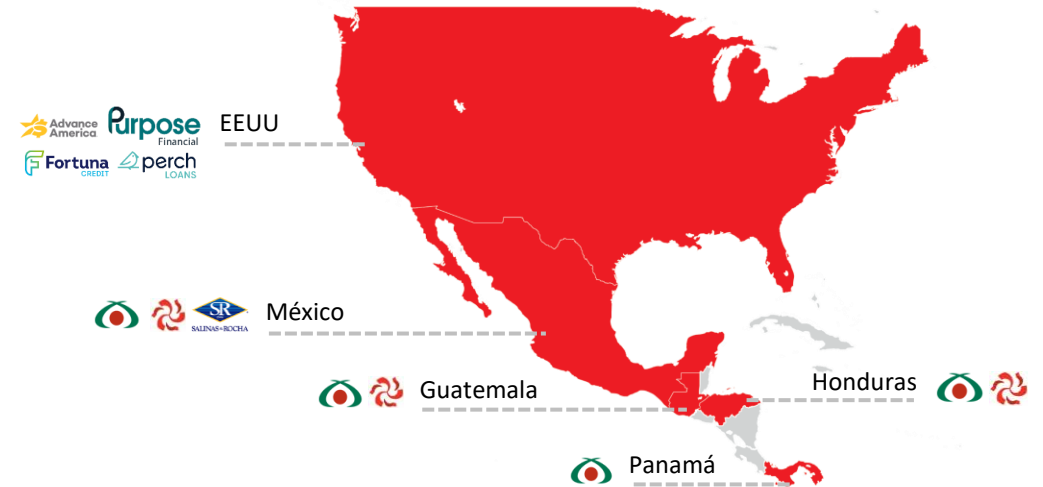 Advance
America
Purpose
Financial
EEUU
Fortuna
CREDIT
perch
LOANS
SR
SALINAS Y ROCHA
México
Guatemala
Honduras
Panamá